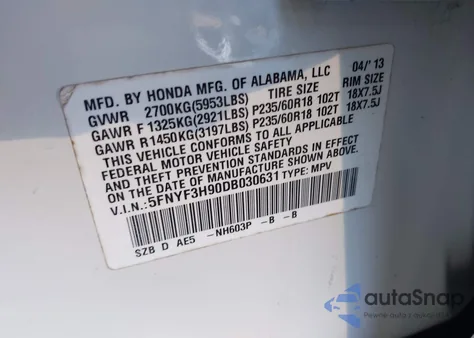 MFD. BY HONDA MFG. OF ALABAMA, LLC 04/'13
GVWR 2700KG(5953LBS) TIRE SIZE RIM SIZE
GAWR F 1325KG(2921LBS) P235/60R18 102T 18X7.5J
GAWR R 1450KG(3197LBS) P235/60R18 102T 18X7.5J
THIS VEHICLE CONFORMS TO ALL APPLICABLE
FEDERAL MOTOR VEHICLE SAFETY, BUMPER,
AND THEFT PREVENTION STANDARDS IN EFFECT
ON THE DATE OF MANUFACTURE SHOWN ABOVE.
V.I.N.: 5FNYF3H90DB030631 TYPE: MPV
SZB D AE5 -NH603P -B -B
autoSnap